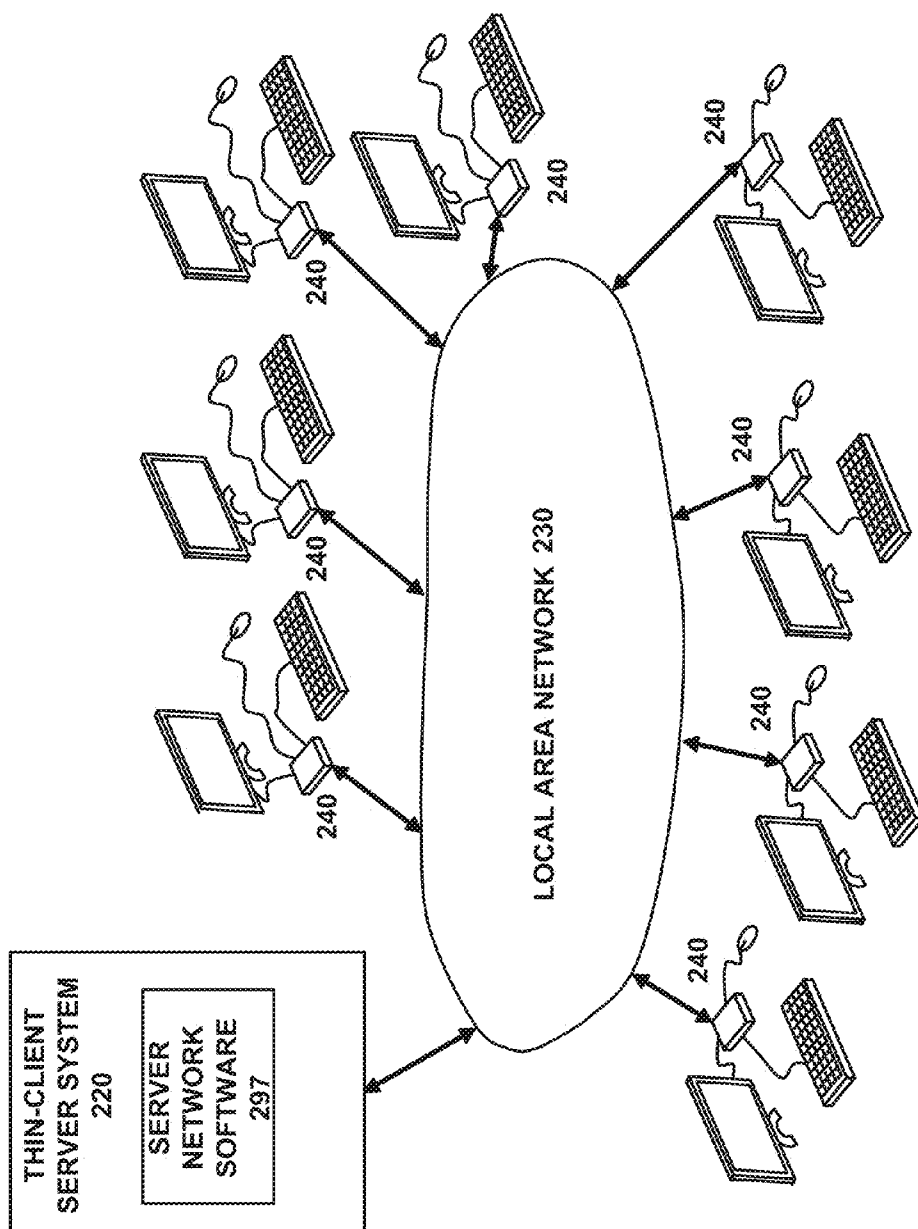 THIN-CLIENT
SERVER SYSTEM
220
SERVER
NETWORK
SOFTWARE
297
240
240
240
240
LOCAL AREA NETWORK 230
240
240
240
240